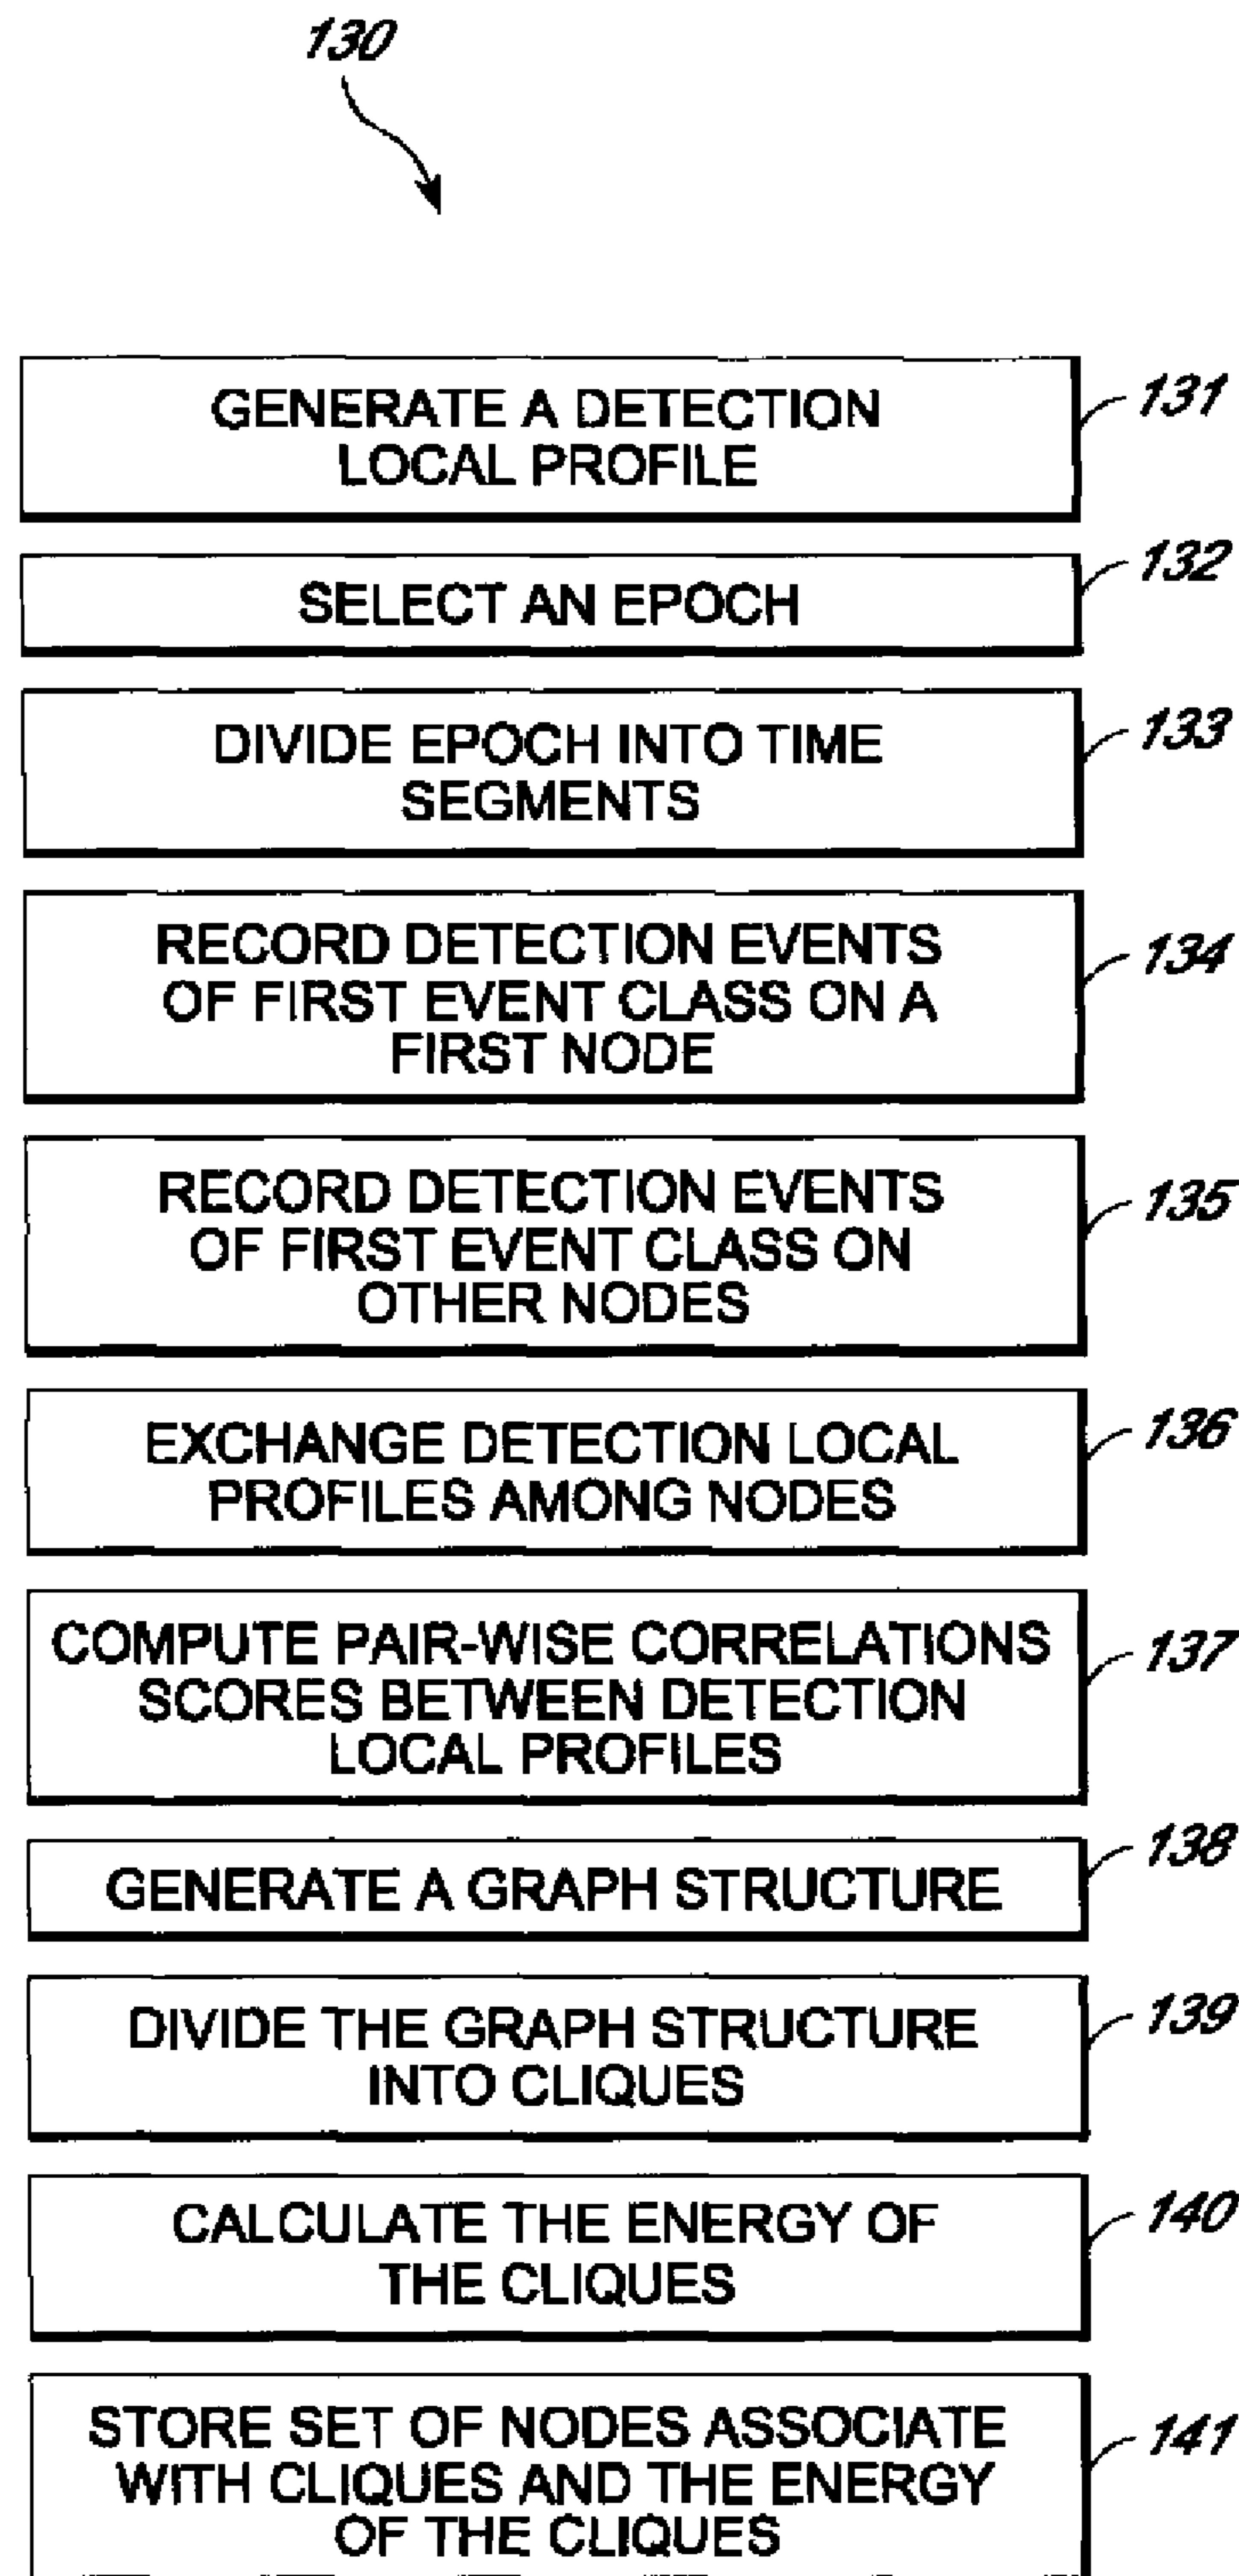 130
GENERATE A DETECTION
LOCAL PROFILE
131
SELECT AN EPOCH
132
DIVIDE EPOCH INTO TIME
SEGMENTS
133
RECORD DETECTION EVENTS
OF FIRST EVENT CLASS ON A
FIRST NODE
134
RECORD DETECTION EVENTS
OF FIRST EVENT CLASS ON
OTHER NODES
135
EXCHANGE DETECTION LOCAL
PROFILES AMONG NODES
136
COMPUTE PAIR-WISE CORRELATIONS
SCORES BETWEEN DETECTION
LOCAL PROFILES
137
GENERATE A GRAPH STRUCTURE
138
DIVIDE THE GRAPH STRUCTURE
INTO CLIQUES
139
CALCULATE THE ENERGY OF
THE CLIQUES
140
STORE SET OF NODES ASSOCIATE
WITH CLIQUES AND THE ENERGY
OF THE CLIQUES
141